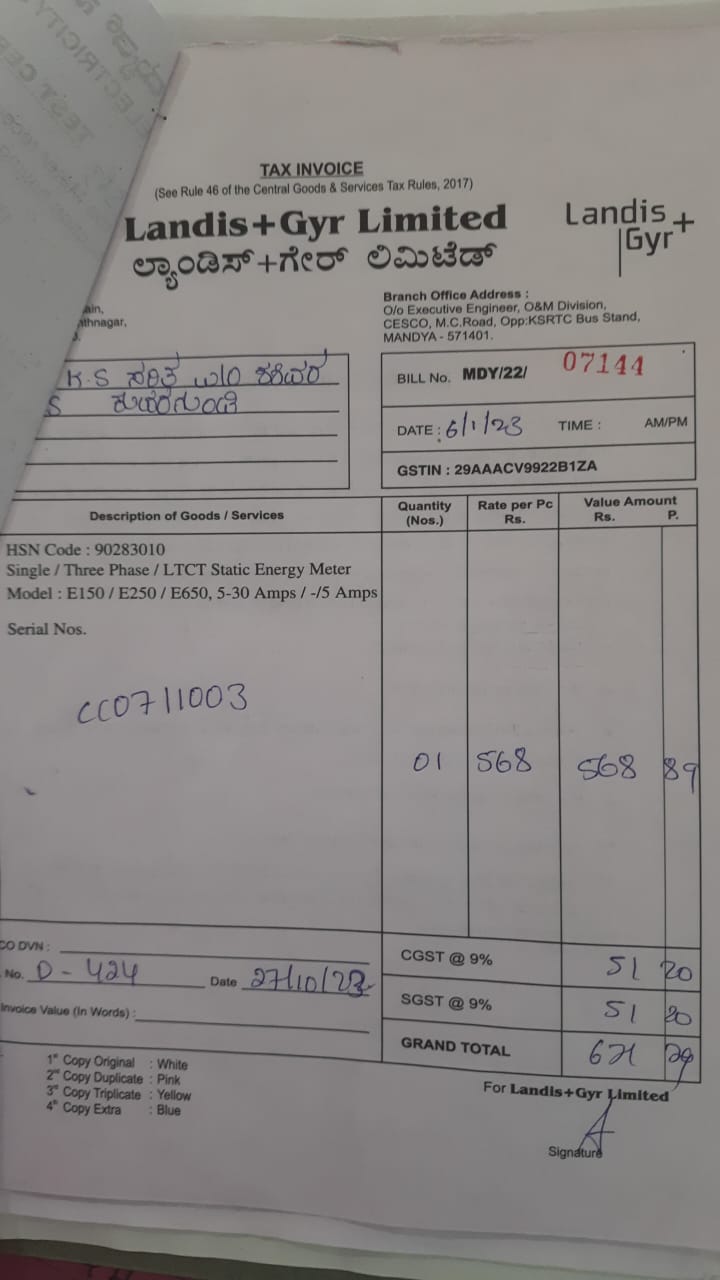 TAX INVOICE
(See Rule 46 of the Central Goods & Services Tax Rules, 2017)
Landis+Gyr Limited
ಲ್ಯಾಂಡಿಸ್+ಗೇರ್ ಲಿಮಿಟೆಡ್
Landis+
Gyr
ain,
thnagar,
Branch Office Address :
O/o Executive Engineer, O&M Division,
CESCO, M.C.Road, Opp:KSRTC Bus Stand,
MANDYA - 571401.
K.S
S
BILL No. MDY/22/ 07144
DATE : 6/1/23 TIME : AM/PM
GSTIN : 29AAACV9922B1ZA
Description of Goods / Services Quantity (Nos.) Rate per Pc Rs. Value Amount Rs. P.
HSN Code : 90283010
Single / Three Phase / LTCT Static Energy Meter
Model : E150 / E250 / E650, 5-30 Amps / -/5 Amps
Serial Nos.
CC0711003
01 568 568 89
CO DVN :
No. D - 424 Date 27/10/23
Invoice Value (In Words) :
CGST @ 9% 51 20
SGST @ 9% 51 20
GRAND TOTAL 671 29
1st Copy Original : White
2nd Copy Duplicate : Pink
3rd Copy Triplicate : Yellow
4th Copy Extra : Blue
For Landis+Gyr Limited
Signature